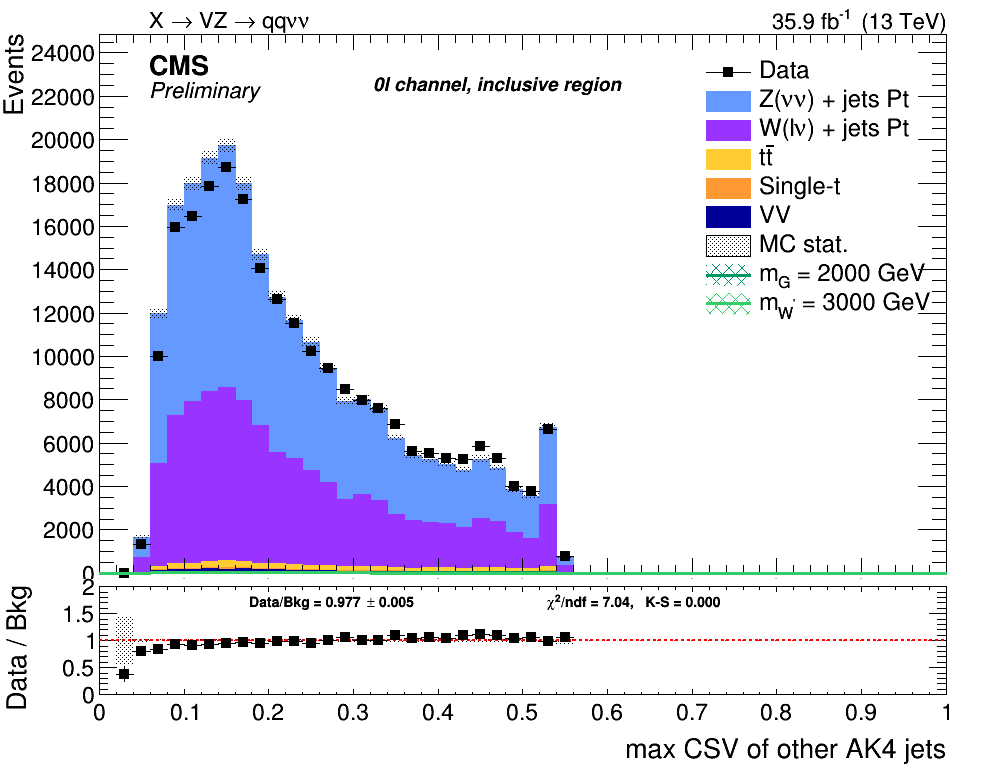 X → VZ → qqνν
35.9 fb⁻¹ (13 TeV)
Events
24000
22000
20000
18000
16000
14000
12000
10000
8000
6000
4000
2000
0
CMS
Preliminary
0l channel, inclusive region
Data
Z(νν) + jets Pt
W(lν) + jets Pt
tt̄
Single-t
VV
MC stat.
m_G = 2000 GeV
m_W' = 3000 GeV
Data / Bkg
2
1.5
1
0.5
0
Data/Bkg = 0.977 ± 0.005
χ²/ndf = 7.04, K-S = 0.000
0 0.1 0.2 0.3 0.4 0.5 0.6 0.7 0.8 0.9 1
max CSV of other AK4 jets